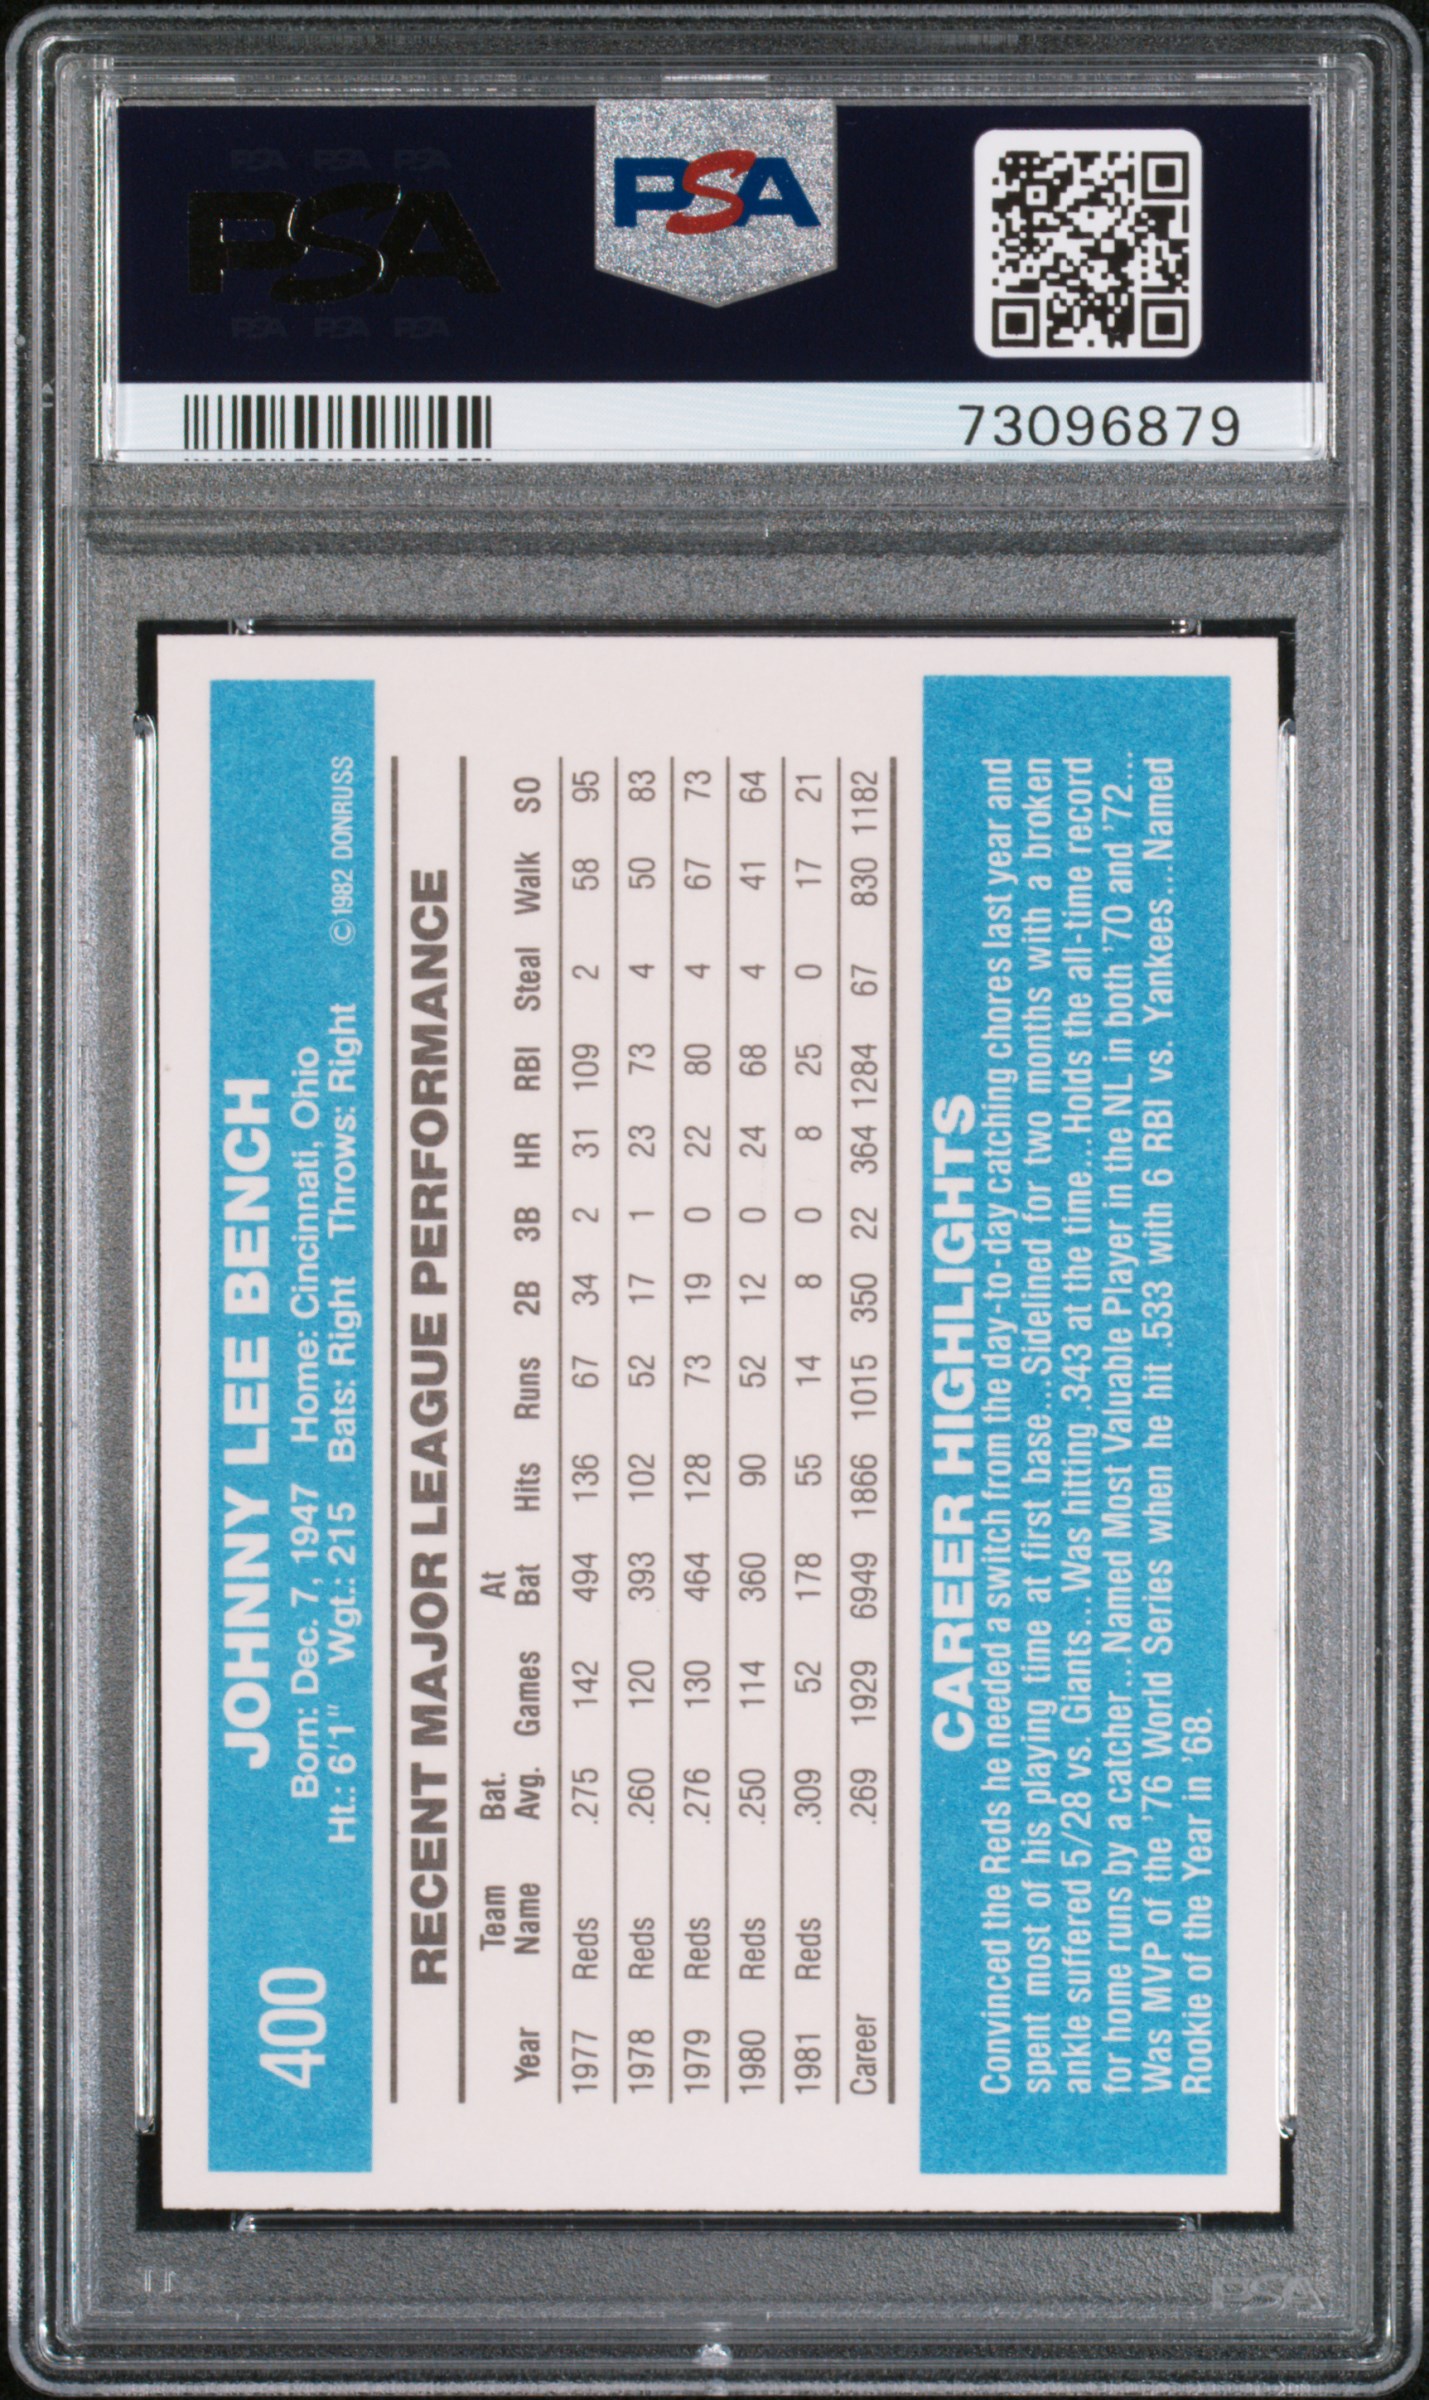 PSA PSA PSA
PSA
PSA PSA PSA
PSA
73096879
400
JOHNNY LEE BENCH
Born: Dec. 7, 1947 Home: Cincinnati, Ohio
Ht.: 6'1" Wgt.: 215 Bats: Right Throws: Right ©1982 DONRUSS
RECENT MAJOR LEAGUE PERFORMANCE
Team Bat. At
Year Name Avg. Games Bat Hits Runs 2B 3B HR RBI Steal Walk SO
1977 Reds .275 142 494 136 67 34 2 31 109 2 58 95
1978 Reds .260 120 393 102 52 17 1 23 73 4 50 83
1979 Reds .276 130 464 128 73 19 0 22 80 4 67 73
1980 Reds .250 114 360 90 52 12 0 24 68 4 41 64
1981 Reds .309 52 178 55 14 8 0 8 25 0 17 21
Career .269 1929 6949 1866 1015 350 22 364 1284 67 830 1182
CAREER HIGHLIGHTS
Convinced the Reds he needed a switch from the day-to-day catching chores last year and
spent most of his playing time at first base...Sidelined for two months with a broken
ankle suffered 5/28 vs. Giants...Was hitting .343 at the time...Holds the all-time record
for home runs by a catcher...Named Most Valuable Player in the NL in both '70 and '72...
Was MVP of the '76 World Series when he hit .533 with 6 RBI vs. Yankees...Named
Rookie of the Year in '68.
PSA